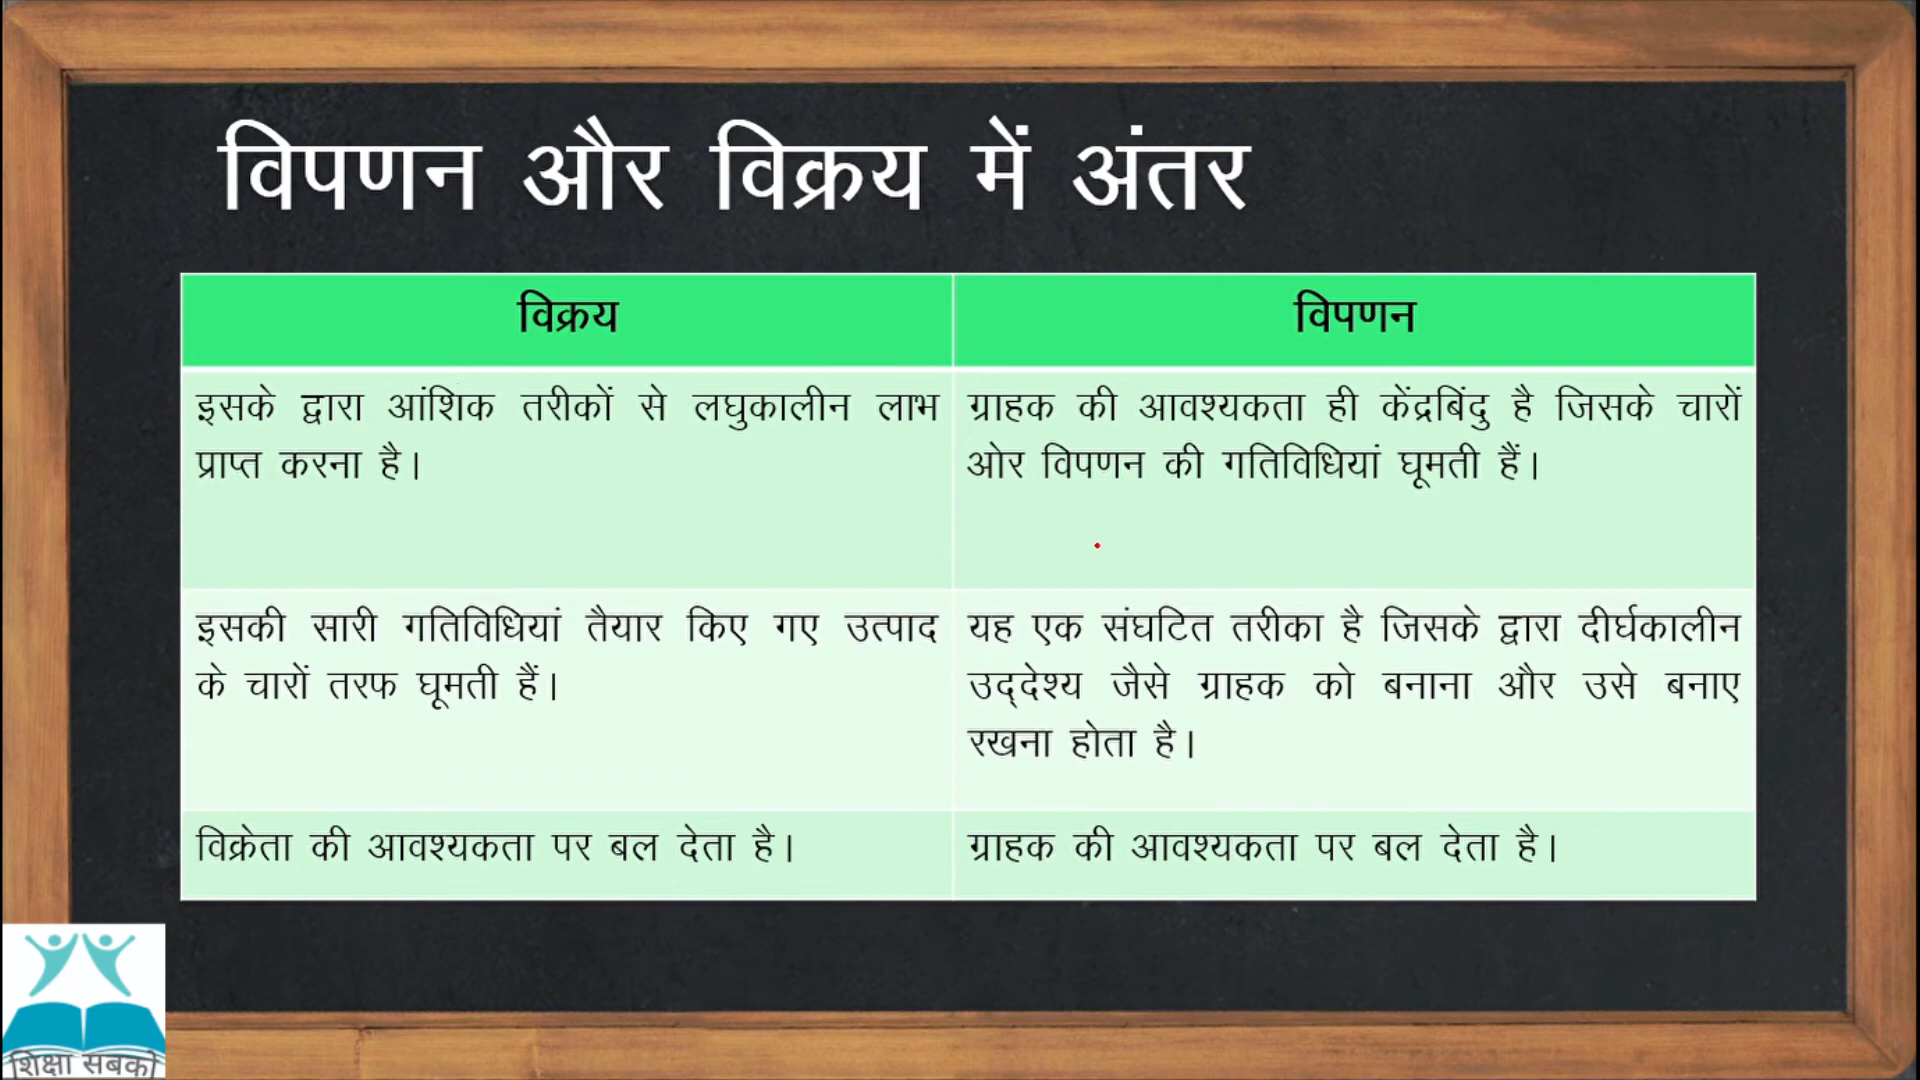 विपणन और विक्रय में अंतर
विक्रय
विपणन
इसके द्वारा आंशिक तरीकों से लघुकालीन लाभ
प्राप्त करना है।
ग्राहक की आवश्यकता ही केंद्रबिंदु है जिसके चारों
ओर विपणन की गतिविधियां घूमती हैं।
इसकी सारी गतिविधियां तैयार किए गए उत्पाद
के चारों तरफ घूमती हैं।
यह एक संघटित तरीका है जिसके द्वारा दीर्घकालीन
उद्देश्य जैसे ग्राहक को बनाना और उसे बनाए
रखना होता है।
विक्रेता की आवश्यकता पर बल देता है।
ग्राहक की आवश्यकता पर बल देता है।
शिक्षा सबको